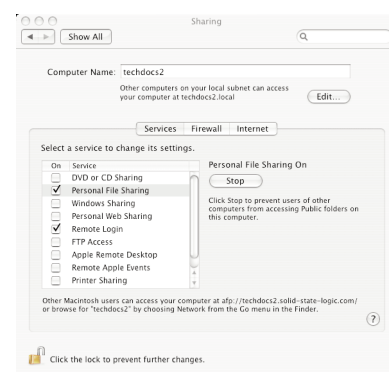 Sharing
Show All
Computer Name: techdocs2
Other computers on your local subnet can access
your computer at techdocs2.local
Edit...
Services Firewall Internet
Select a service to change its settings.
On Service
DVD or CD Sharing
Personal File Sharing
Windows Sharing
Personal Web Sharing
Remote Login
FTP Access
Apple Remote Desktop
Remote Apple Events
Printer Sharing
Personal File Sharing On
Stop
Click Stop to prevent users of other
computers from accessing Public folders on
this computer.
Other Macintosh users can access your computer at afp://techdocs2.solid-state-logic.com/
or browse for "techdocs2" by choosing Network from the Go menu in the Finder.
?
Click the lock to prevent further changes.